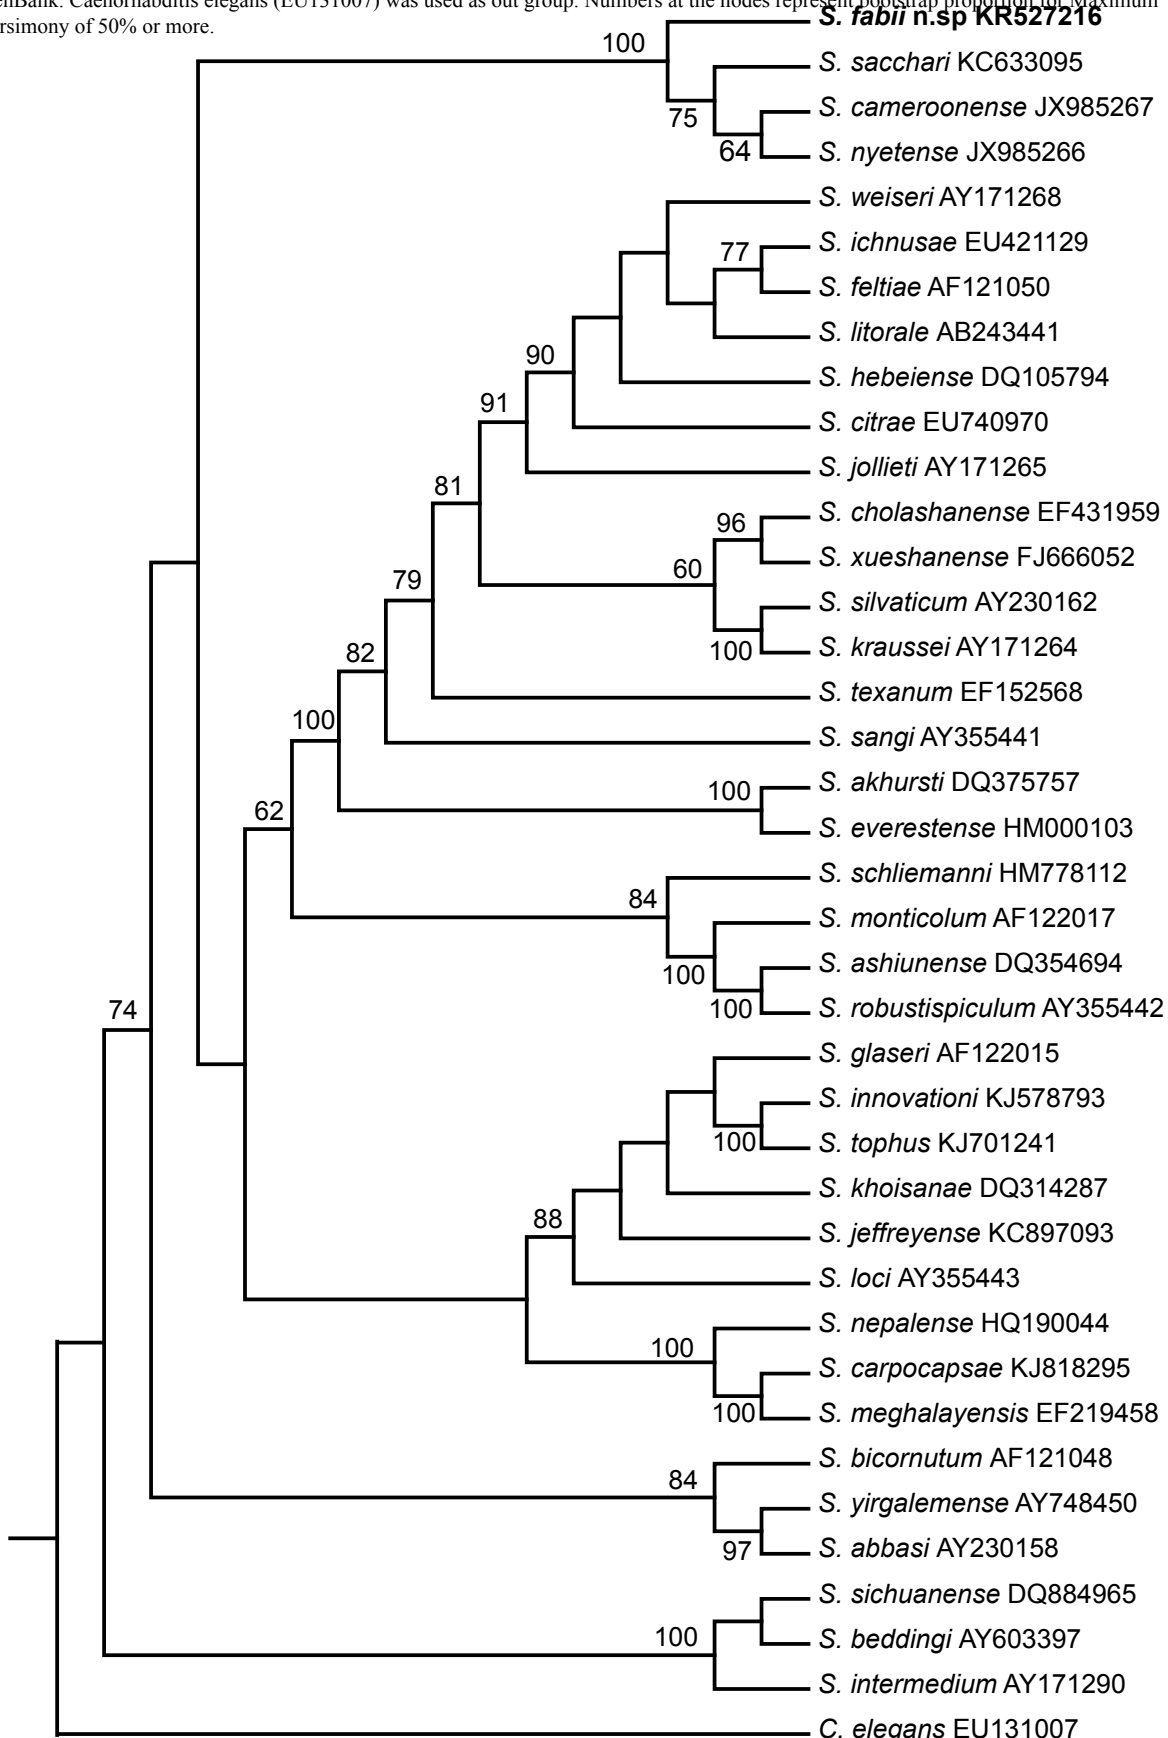 enBank. Caenorhabditis elegans (EU131007) was used as out group. Numbers at the nodes represent bootstrap proportion for Maximum
rsimony of 50% or more.
S. fabii n.sp KR527216
100
S. sacchari KC633095
S. cameroonense JX985267
75
64
S. nyetense JX985266
S. weiseri AY171268
77
S. ichnusae EU421129
S. feltiae AF121050
S. litorale AB243441
90
S. hebeiense DQ105794
91
S. citrae EU740970
S. jollieti AY171265
81
S. cholashanense EF431959
96
S. xueshanense FJ666052
60
79
S. silvaticum AY230162
S. kraussei AY171264
100
82
S. texanum EF152568
100
S. sangi AY355441
S. akhursti DQ375757
100
62
S. everestense HM000103
S. schliemanni HM778112
84
S. monticolum AF122017
S. ashiunense DQ354694
100
S. robustispiculum AY355442
100
74
S. glaseri AF122015
S. innovationi KJ578793
S. tophus KJ701241
100
S. khoisanae DQ314287
88
S. jeffreyense KC897093
S. loci AY355443
S. nepalense HQ190044
100
S. carpocapsae KJ818295
S. meghalayensis EF219458
100
S. bicornutum AF121048
84
S. yirgalemense AY748450
S. abbasi AY230158
97
S. sichuanense DQ884965
100
S. beddingi AY603397
S. intermedium AY171290
C. elegans EU131007